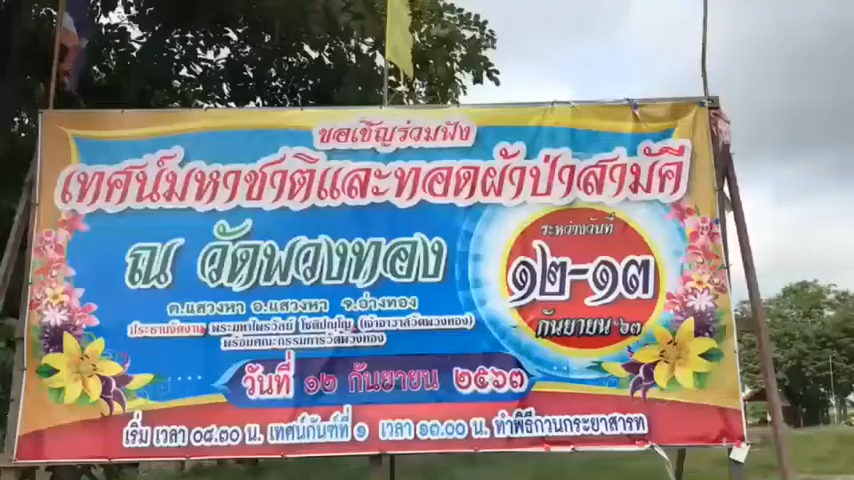 ขอเชิญร่วมฟัง
เทศน์มหาชาติและทอดผ้าป่าสามัคคี
ณ วัดพวงทอง
ต.แสวงหา อ.แสวงหา จ.อ่างทอง
ประธานจัดงาน พระมหาไพรวัลย์ โชติปญฺโญ (เจ้าอาวาสวัดพวงทอง)
พร้อมคณะกรรมการวัดพวงทอง
ระหว่างวันที่
๑๒-๑๓
กันยายน ๖๓
วันที่ ๑๒ กันยายน ๒๕๖๓
เริ่ม เวลา ๐๘.๓๐ น. เทศน์กัณฑ์ที่ ๑ เวลา ๑๓.๐๐ น. ทำพิธีกวนกระยาสารท